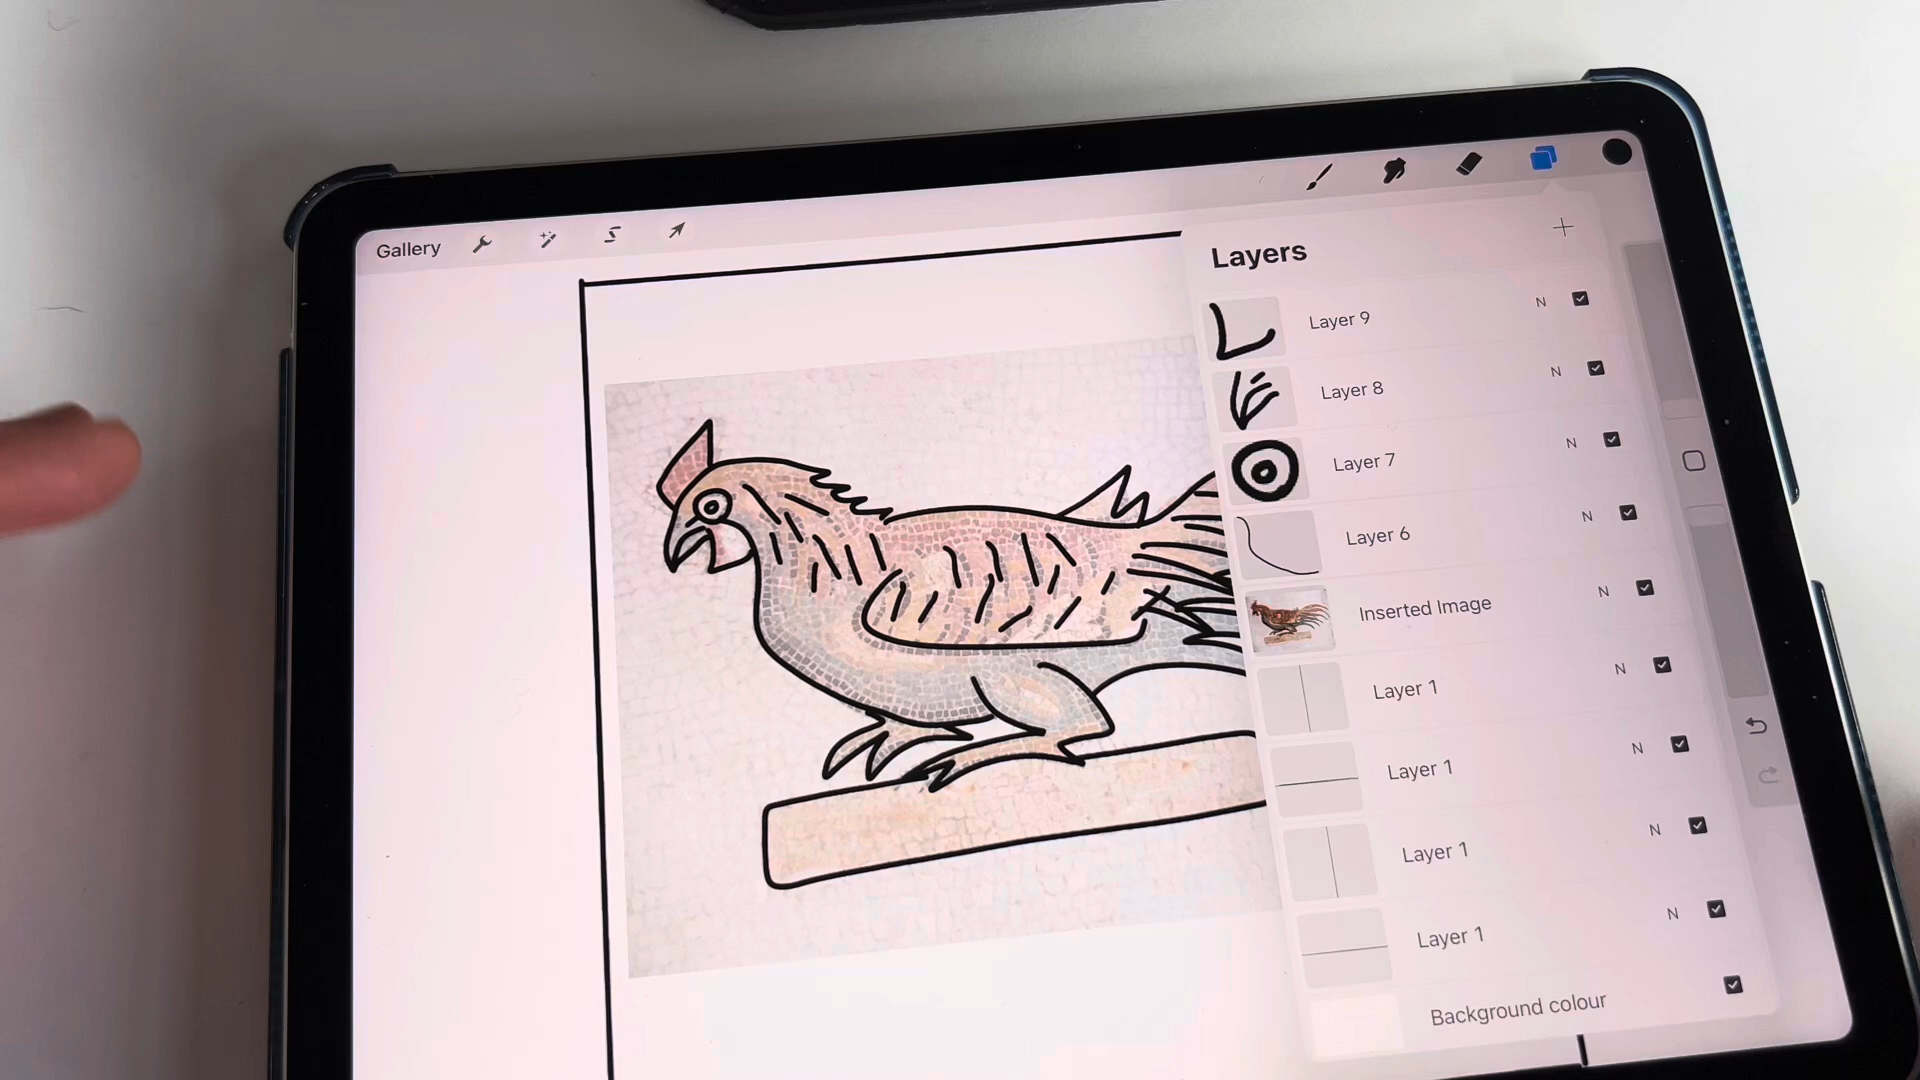 Gallery
Layers
Layer 9 N
Layer 8 N
Layer 7 N
Layer 6 N
Inserted Image N
Layer 1 N
Layer 1 N
Layer 1 N
Layer 1 N
Background colour